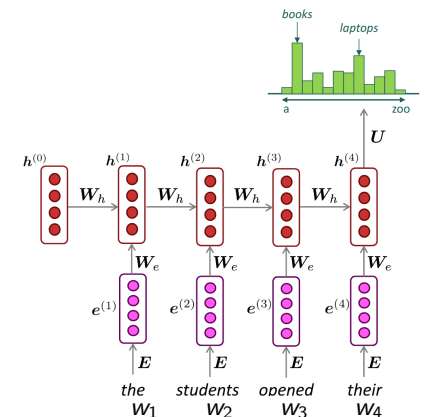 books
laptops
a zoo
U
h(0) h(1) h(2) h(3) h(4)
Wh Wh Wh Wh
We We We We
e(1) e(2) e(3) e(4)
E E E E
the students opened their
W1 W2 W3 W4